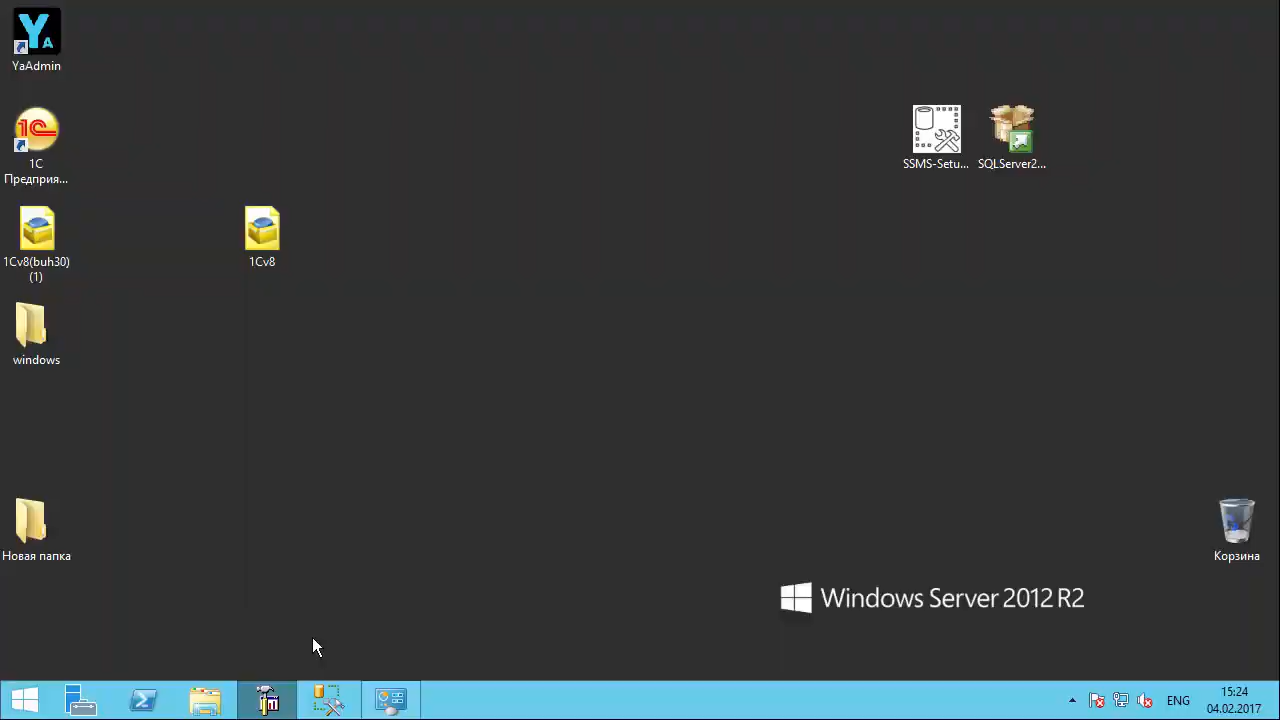 YaAdmin
1C
Предприя...
1Cv8(buh30)
(1)
1Cv8
windows
Новая папка
SSMS-Setu...
SQLServer2...
Корзина
Windows Server 2012 R2
ENG
15:24
04.02.2017